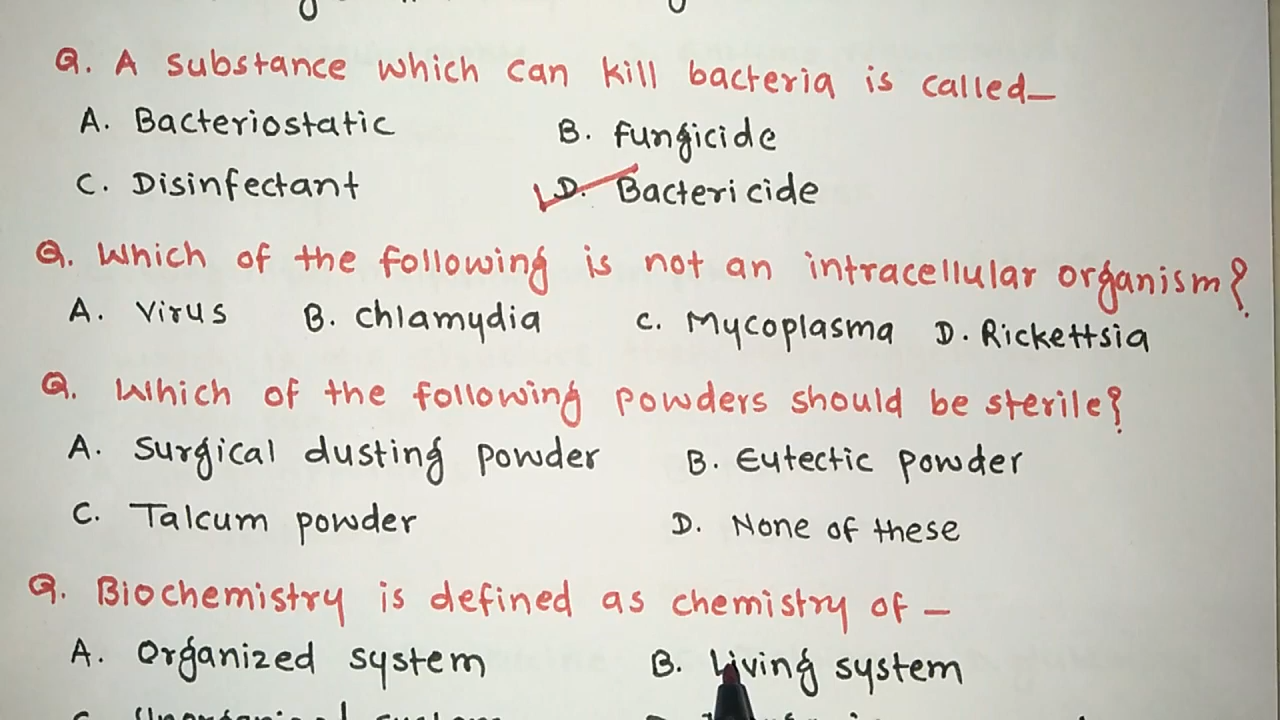 Q. A substance which can kill bacteria is called—
A. Bacteriostatic B. Fungicide
C. Disinfectant D. Bactericide
Q. Which of the following is not an intracellular organism?
A. Virus B. Chlamydia C. Mycoplasma D. Rickettsia
Q. Which of the following powders should be sterile?
A. Surgical dusting powder B. Eutectic powder
C. Talcum powder D. None of these
Q. Biochemistry is defined as chemistry of —
A. Organized system B. Living system